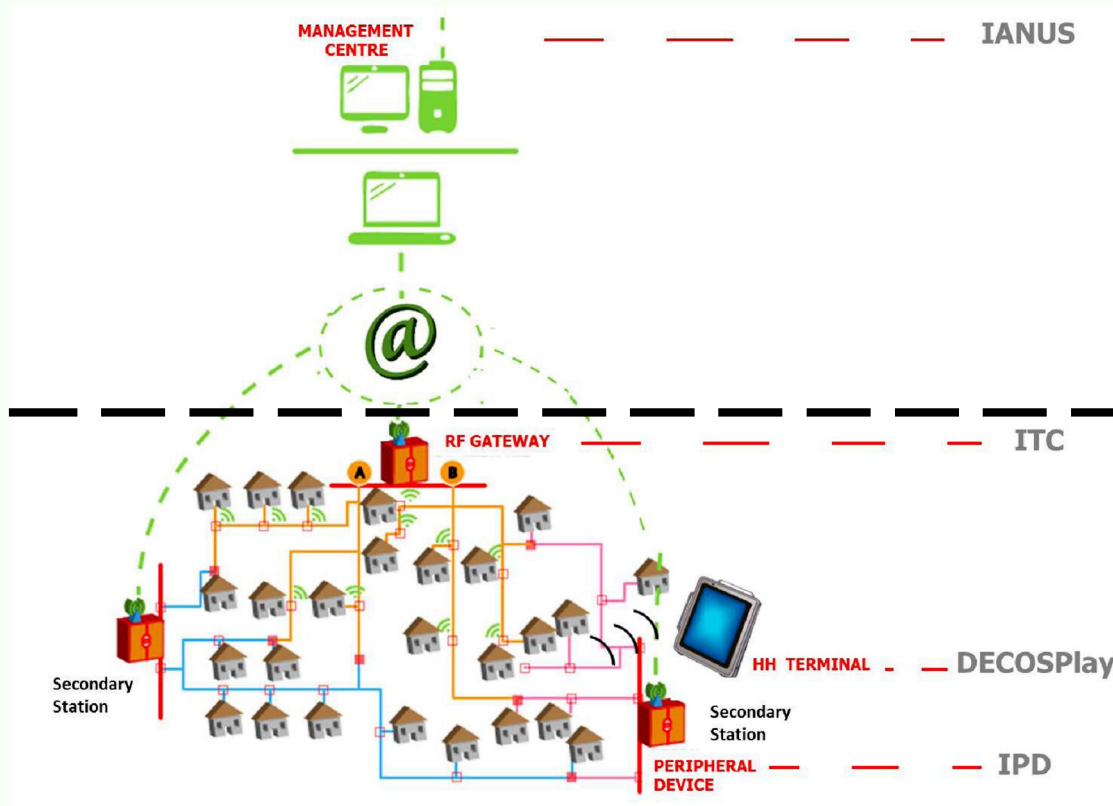 MANAGEMENT
CENTRE
IANUS
@
RF GATEWAY
ITC
A
B
HH TERMINAL
DECOSPlay
Secondary
Station
Secondary
Station
PERIPHERAL
DEVICE
IPD